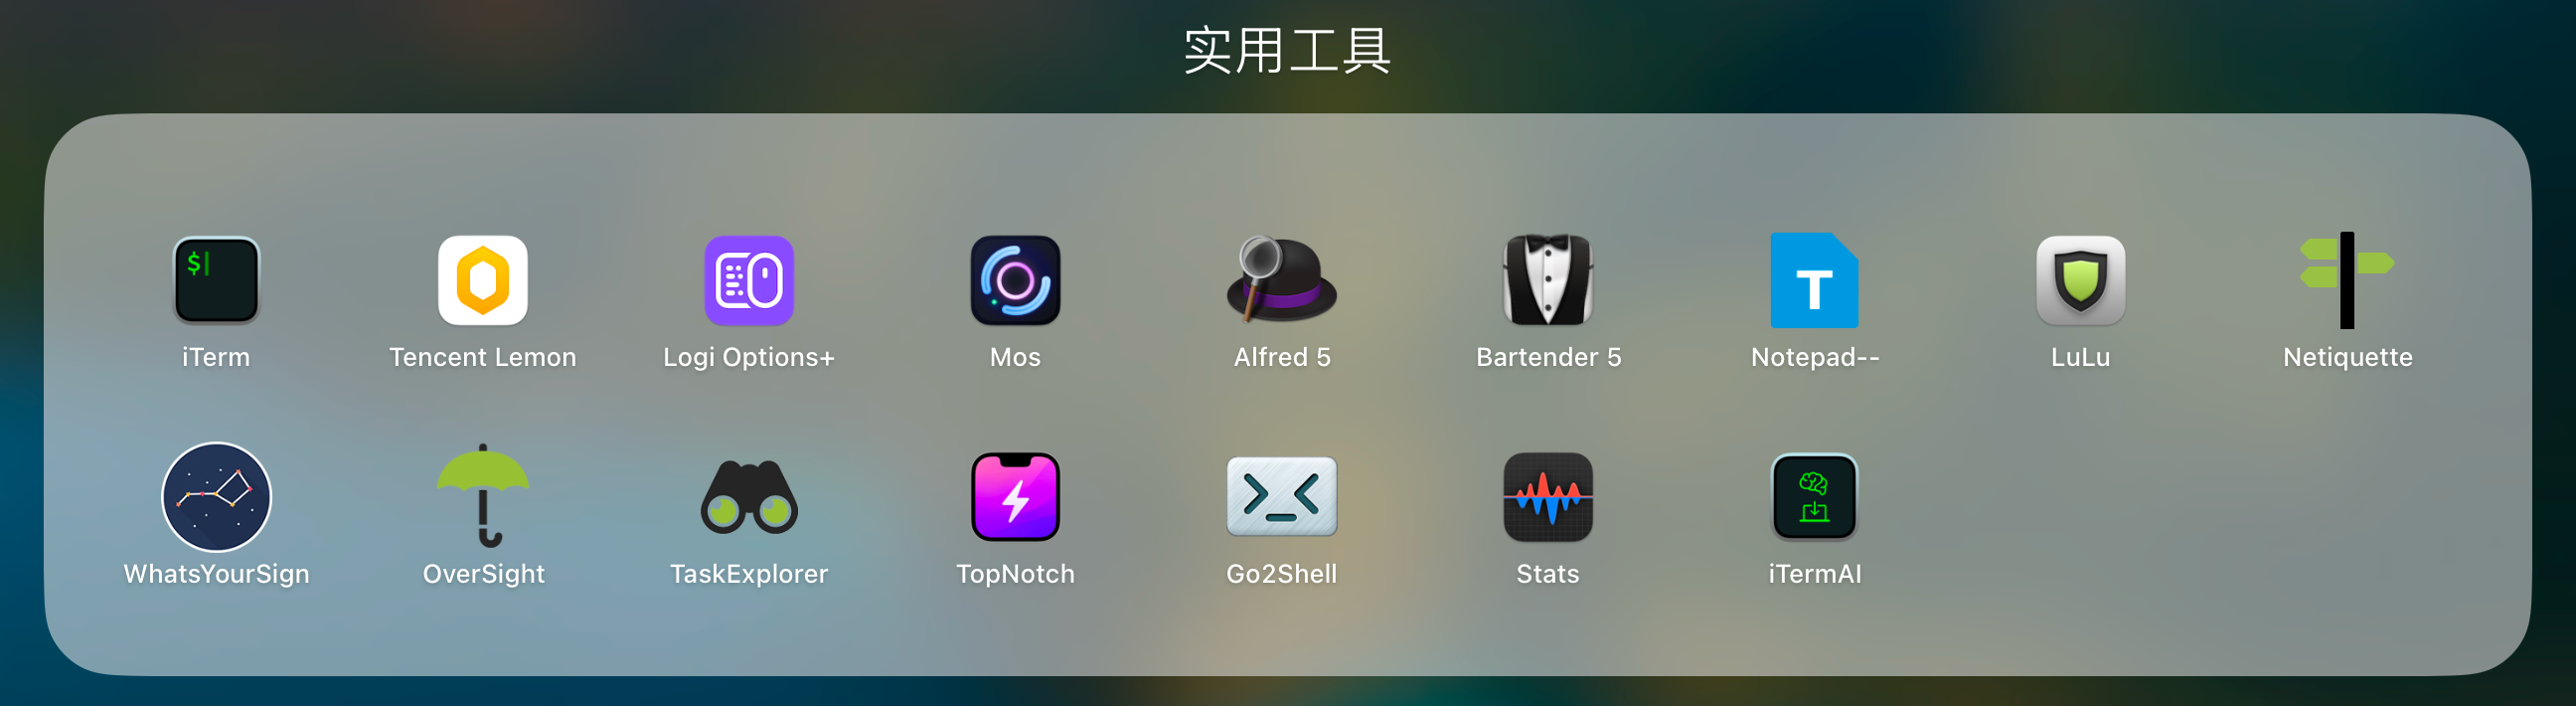 实用工具
$
iTerm
Tencent Lemon
Logi Options+
Mos
Alfred 5
Bartender 5
T
Notepad--
LuLu
Netiquette
WhatsYourSign
OverSight
TaskExplorer
TopNotch
Go2Shell
Stats
iTermAI